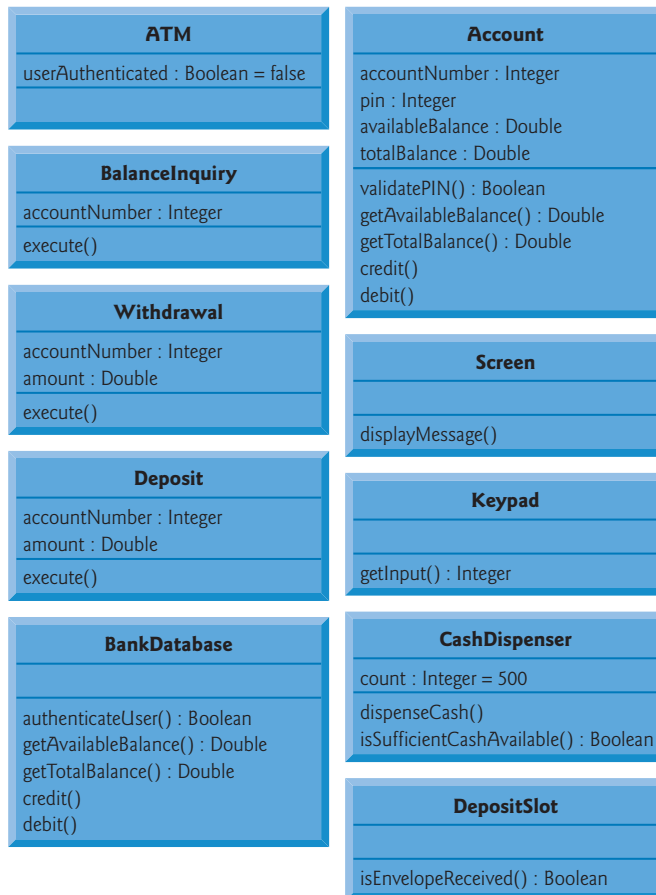 ATM
userAuthenticated : Boolean = false
BalanceInquiry
accountNumber : Integer
execute()
Withdrawal
accountNumber : Integer
amount : Double
execute()
Deposit
accountNumber : Integer
amount : Double
execute()
BankDatabase
authenticateUser() : Boolean
getAvailableBalance() : Double
getTotalBalance() : Double
credit()
debit()
Account
accountNumber : Integer
pin : Integer
availableBalance : Double
totalBalance : Double
validatePIN() : Boolean
getAvailableBalance() : Double
getTotalBalance() : Double
credit()
debit()
Screen
displayMessage()
Keypad
getInput() : Integer
CashDispenser
count : Integer = 500
dispenseCash()
isSufficientCashAvailable() : Boolean
DepositSlot
isEnvelopeReceived() : Boolean